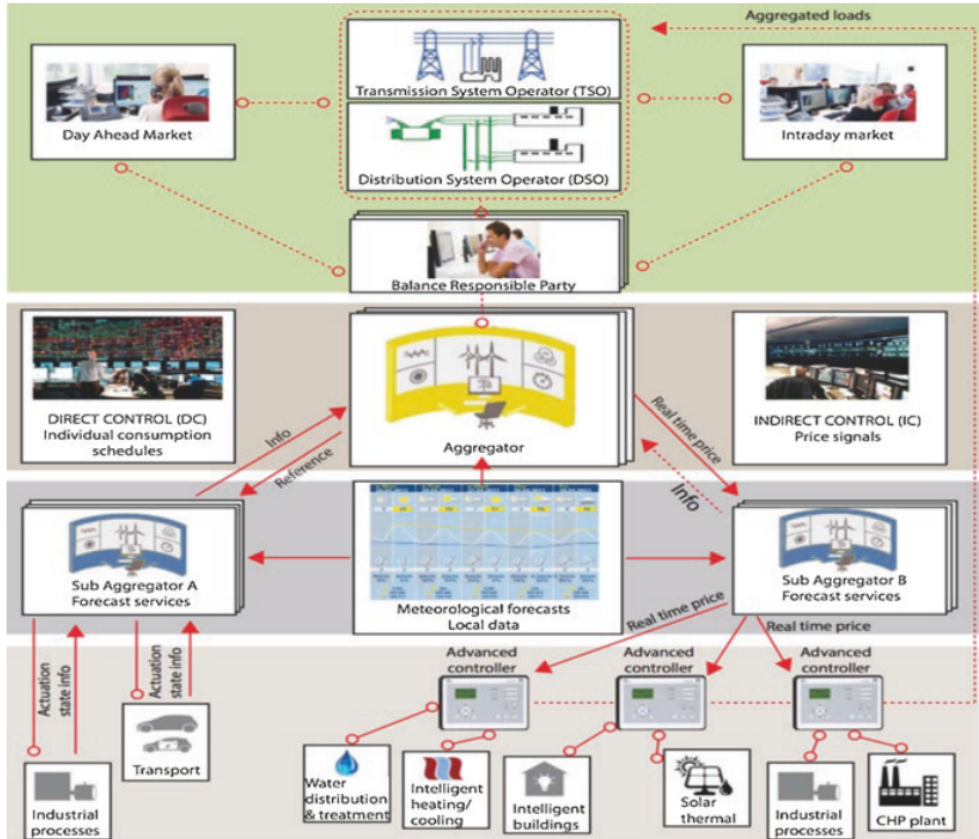 Aggregated loads
Day Ahead Market
Transmission System Operator (TSO)
Distribution System Operator (DSO)
Intraday market
Balance Responsible Party
DIRECT CONTROL (DC)
Individual consumption
schedules
Info
Reference
Aggregator
Real time price
Info
INDIRECT CONTROL (IC)
Price signals
Sub Aggregator A
Forecast services
Meteorological forecasts
Local data
Sub Aggregator B
Forecast services
Real time price
Real time price
Actuation
state info
Actuation
state info
Advanced
controller
Advanced
controller
Advanced
controller
Transport
Industrial
processes
Water
distribution
& treatment
Intelligent
heating/
cooling
Intelligent
buildings
Solar
thermal
Industrial
processes
CHP plant